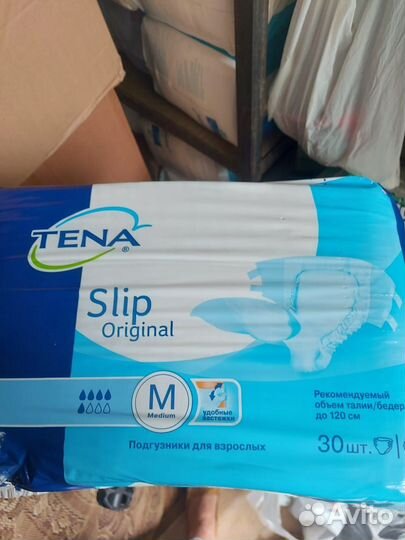 TENA
®
Slip
Original
M
Medium
удобные
застежки
Рекомендуемый
объем талии/бедер
до 120 см
Подгузники для взрослых
30 шт.
Avito